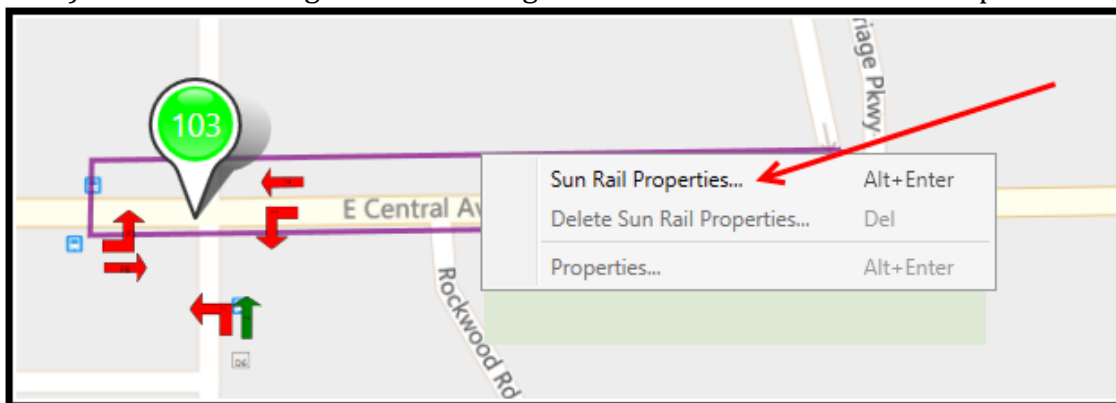 103
riage Pkwy
Sun Rail Properties... Alt+Enter
Delete Sun Rail Properties... Del
Properties... Alt+Enter
E Central Av
Rockwood Rd